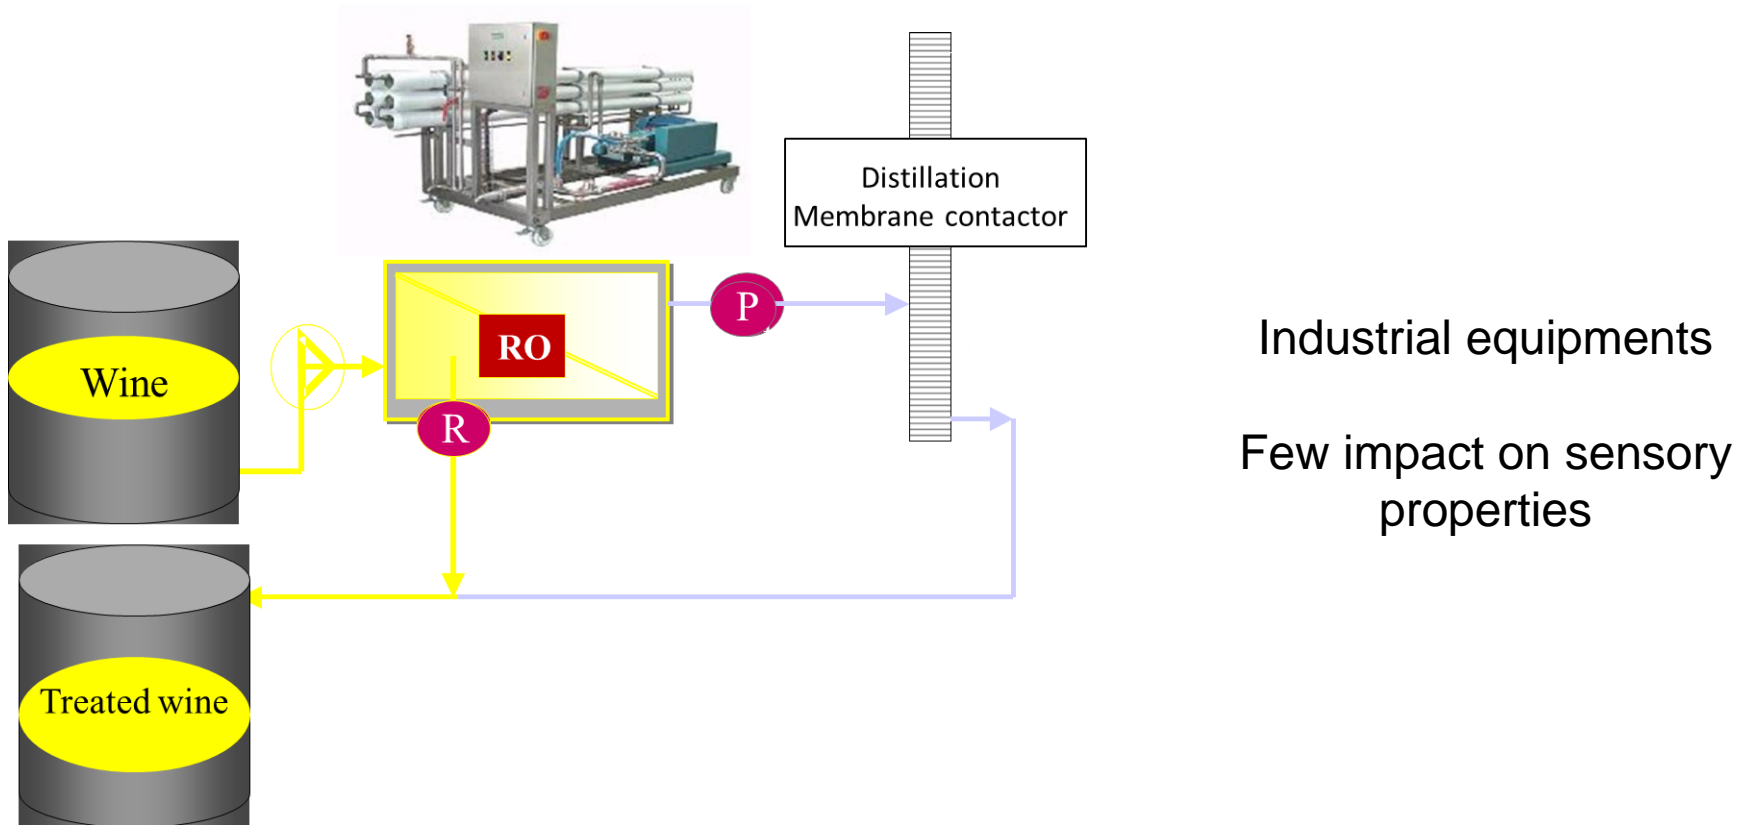 Distillation
Membrane contactor
P
RO
Wine
R
Industrial equipments
Few impact on sensory
properties
Treated wine